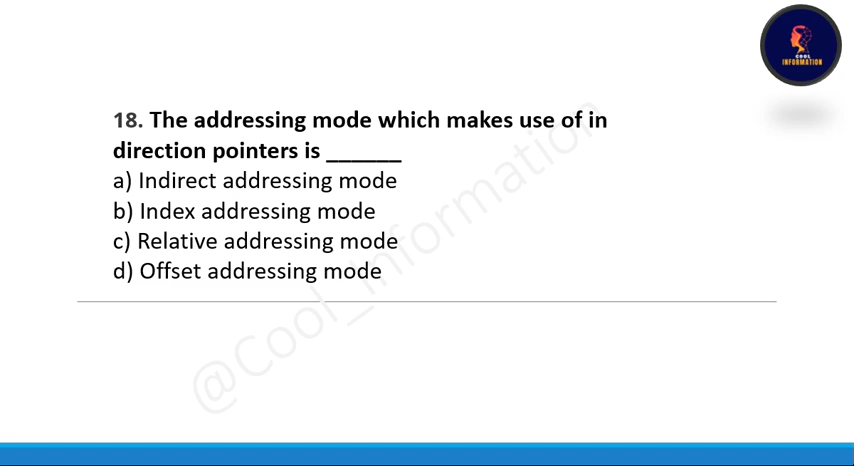 COOL
INFORMATION
18. The addressing mode which makes use of in
direction pointers is ______
a) Indirect addressing mode
b) Index addressing mode
c) Relative addressing mode
d) Offset addressing mode
@Cool_Information